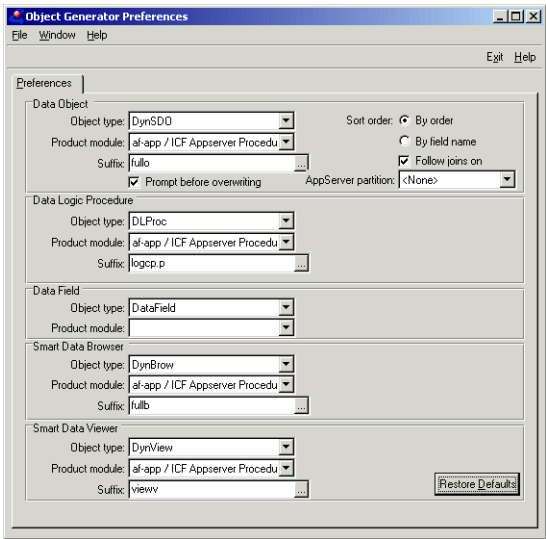 Object Generator Preferences
File Window Help
Exit Help
Preferences
Data Object
Object type: DynSDO Sort order: By order
Product module: af-app / ICF Appserver Procedu By field name
Suffix: fullo ... Follow joins on
Prompt before overwriting AppServer partition: <None>
Data Logic Procedure
Object type: DLProc
Product module: af-app / ICF Appserver Procedu
Suffix: logcp.p ...
Data Field
Object type: DataField
Product module:
Smart Data Browser
Object type: DynBrow
Product module: af-app / ICF Appserver Procedu
Suffix: fullb ...
Smart Data Viewer
Object type: DynView
Product module: af-app / ICF Appserver Procedu
Suffix: viewv ... Restore Defaults